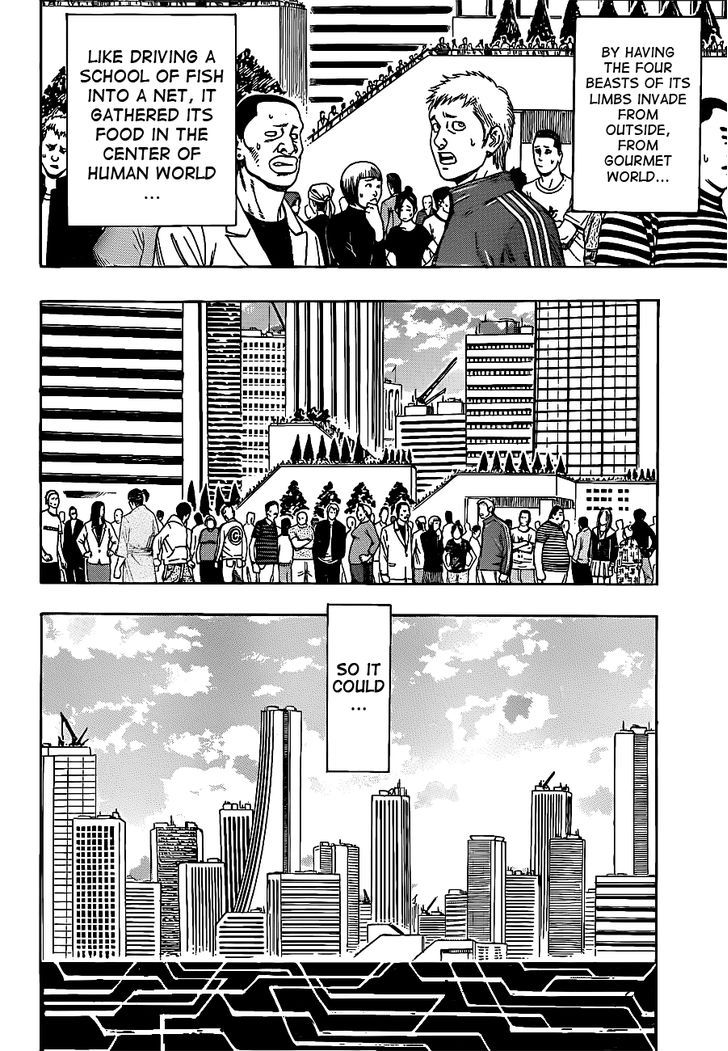 BY HAVING
THE FOUR
BEASTS OF ITS
LIMBS INVADE
FROM
OUTSIDE,
FROM
GOURMET
WORLD...
LIKE DRIVING A
SCHOOL OF FISH
INTO A NET, IT
GATHERED ITS
FOOD IN THE
CENTER OF
HUMAN WORLD
...
SO IT
COULD
...